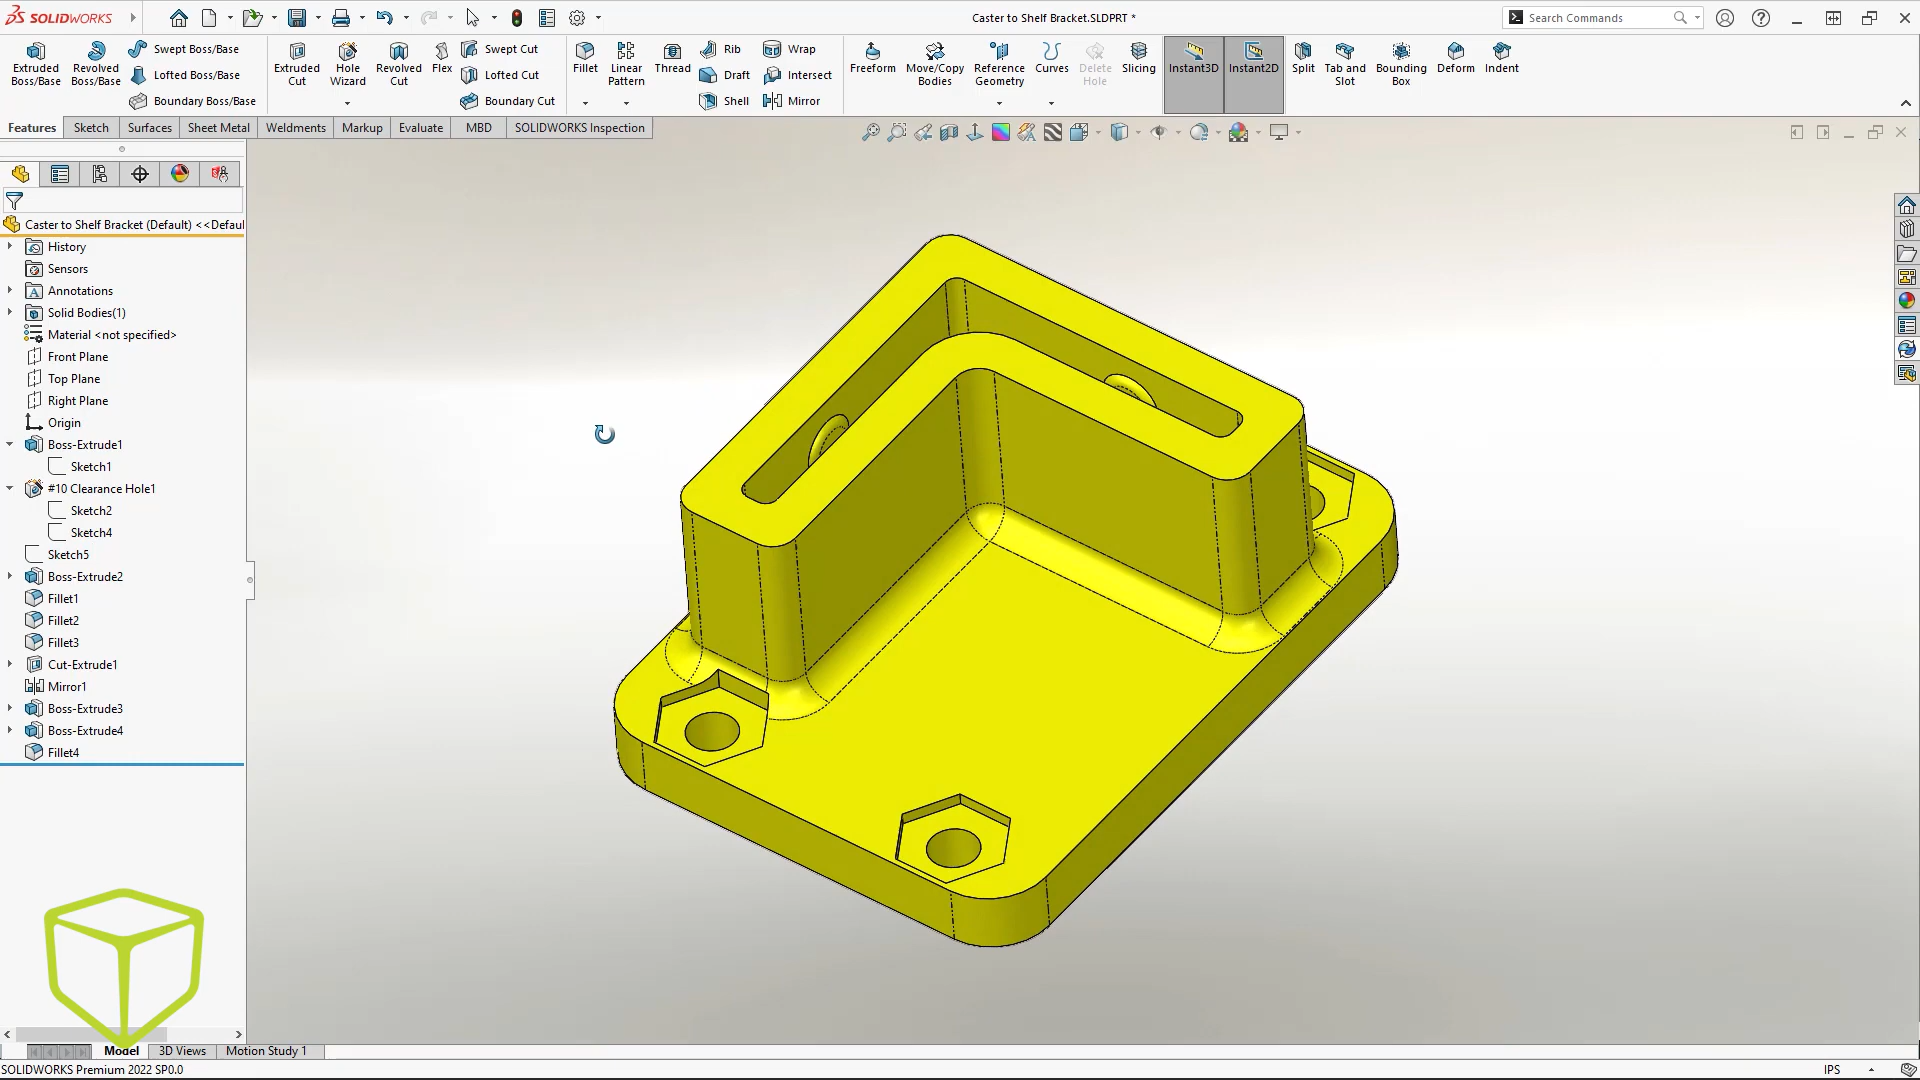 SOLIDWORKS
Caster to Shelf Bracket.SLDPRT *
Search Commands
Extruded Boss/Base
Revolved Boss/Base
Swept Boss/Base
Lofted Boss/Base
Boundary Boss/Base
Extruded Cut
Hole Wizard
Revolved Cut
Flex
Swept Cut
Lofted Cut
Boundary Cut
Fillet
Linear Pattern
Thread
Rib
Draft
Shell
Wrap
Intersect
Mirror
Freeform
Move/Copy Bodies
Reference Geometry
Curves
Delete Hole
Slicing
Instant3D
Instant2D
Split
Tab and Slot
Bounding Box
Deform
Indent
Features
Sketch
Surfaces
Sheet Metal
Weldments
Markup
Evaluate
MBD
SOLIDWORKS Inspection
Caster to Shelf Bracket (Default) <<Defaul
History
Sensors
Annotations
Solid Bodies(1)
Material <not specified>
Front Plane
Top Plane
Right Plane
Origin
Boss-Extrude1
Sketch1
#10 Clearance Hole1
Sketch2
Sketch4
Sketch5
Boss-Extrude2
Fillet1
Fillet2
Fillet3
Cut-Extrude1
Mirror1
Boss-Extrude3
Boss-Extrude4
Fillet4
Model
3D Views
Motion Study 1
SOLIDWORKS Premium 2022 SP0.0
IPS